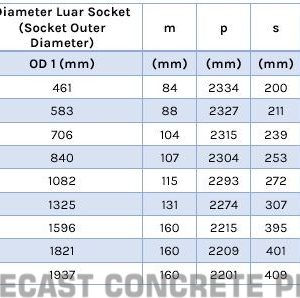 Diameter Luar Socket m p s
(Socket Outer
Diameter)
OD 1 (mm) (mm) (mm) (mm)
461 84 2334 200
583 88 2327 211
706 104 2315 239
840 107 2304 253
1082 115 2293 272
1325 131 2274 307
1596 160 2215 395
1821 160 2209 401
1937 160 2201 409
ECAST CONCRETE P